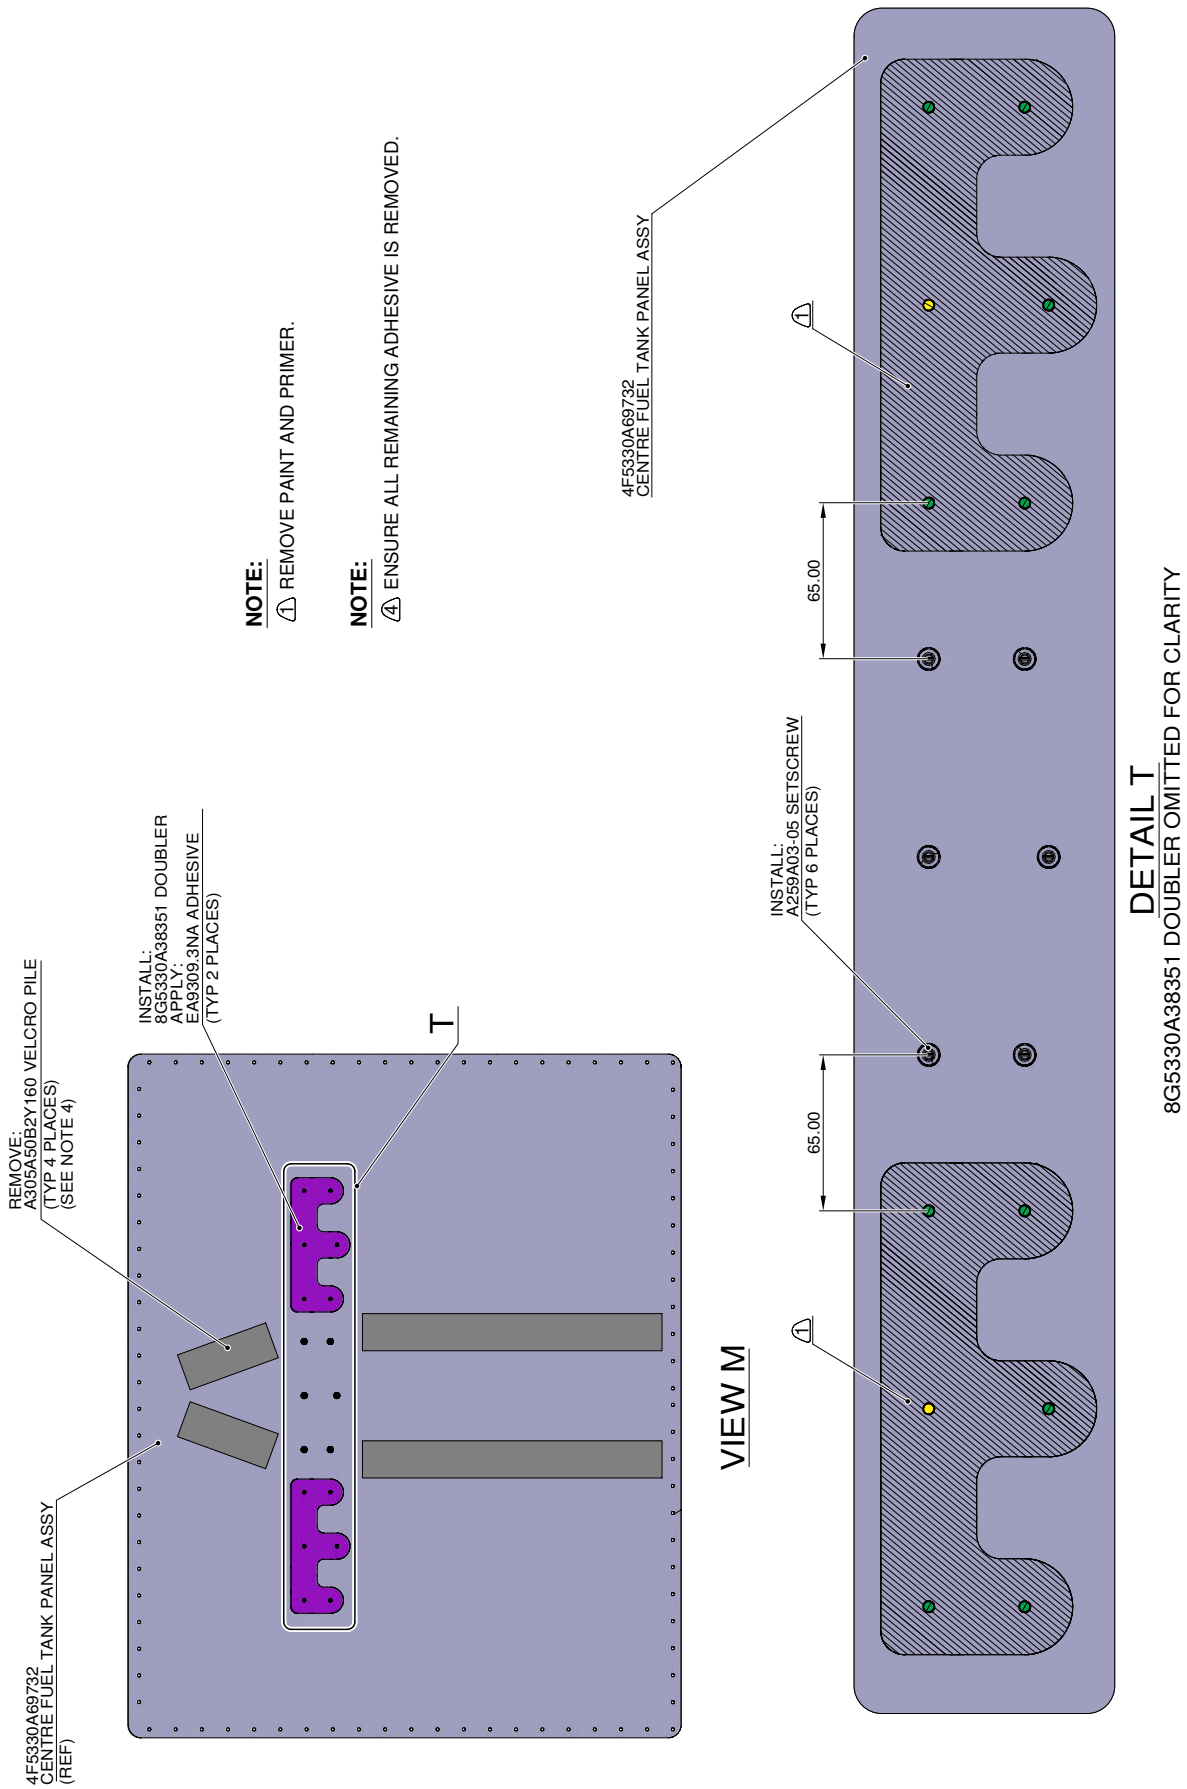 4F5330A69732
CENTRE FUEL TANK PANEL ASSY
(REF)
REMOVE:
A305A50B2Y160 VELCRO PILE
(TYP 4 PLACES)
(SEE NOTE 4)
INSTALL:
8G5330A38351 DOUBLER
APPLY:
EA9309.3NA ADHESIVE
(TYP 2 PLACES)
T
VIEW M
NOTE:
1 REMOVE PAINT AND PRIMER.
NOTE:
4 ENSURE ALL REMAINING ADHESIVE IS REMOVED.
4F5330A69732
CENTRE FUEL TANK PANEL ASSY
1
65.00
INSTALL:
A259A03-05 SETSCREW
(TYP 6 PLACES)
65.00
1
DETAIL T
8G5330A38351 DOUBLER OMITTED FOR CLARITY